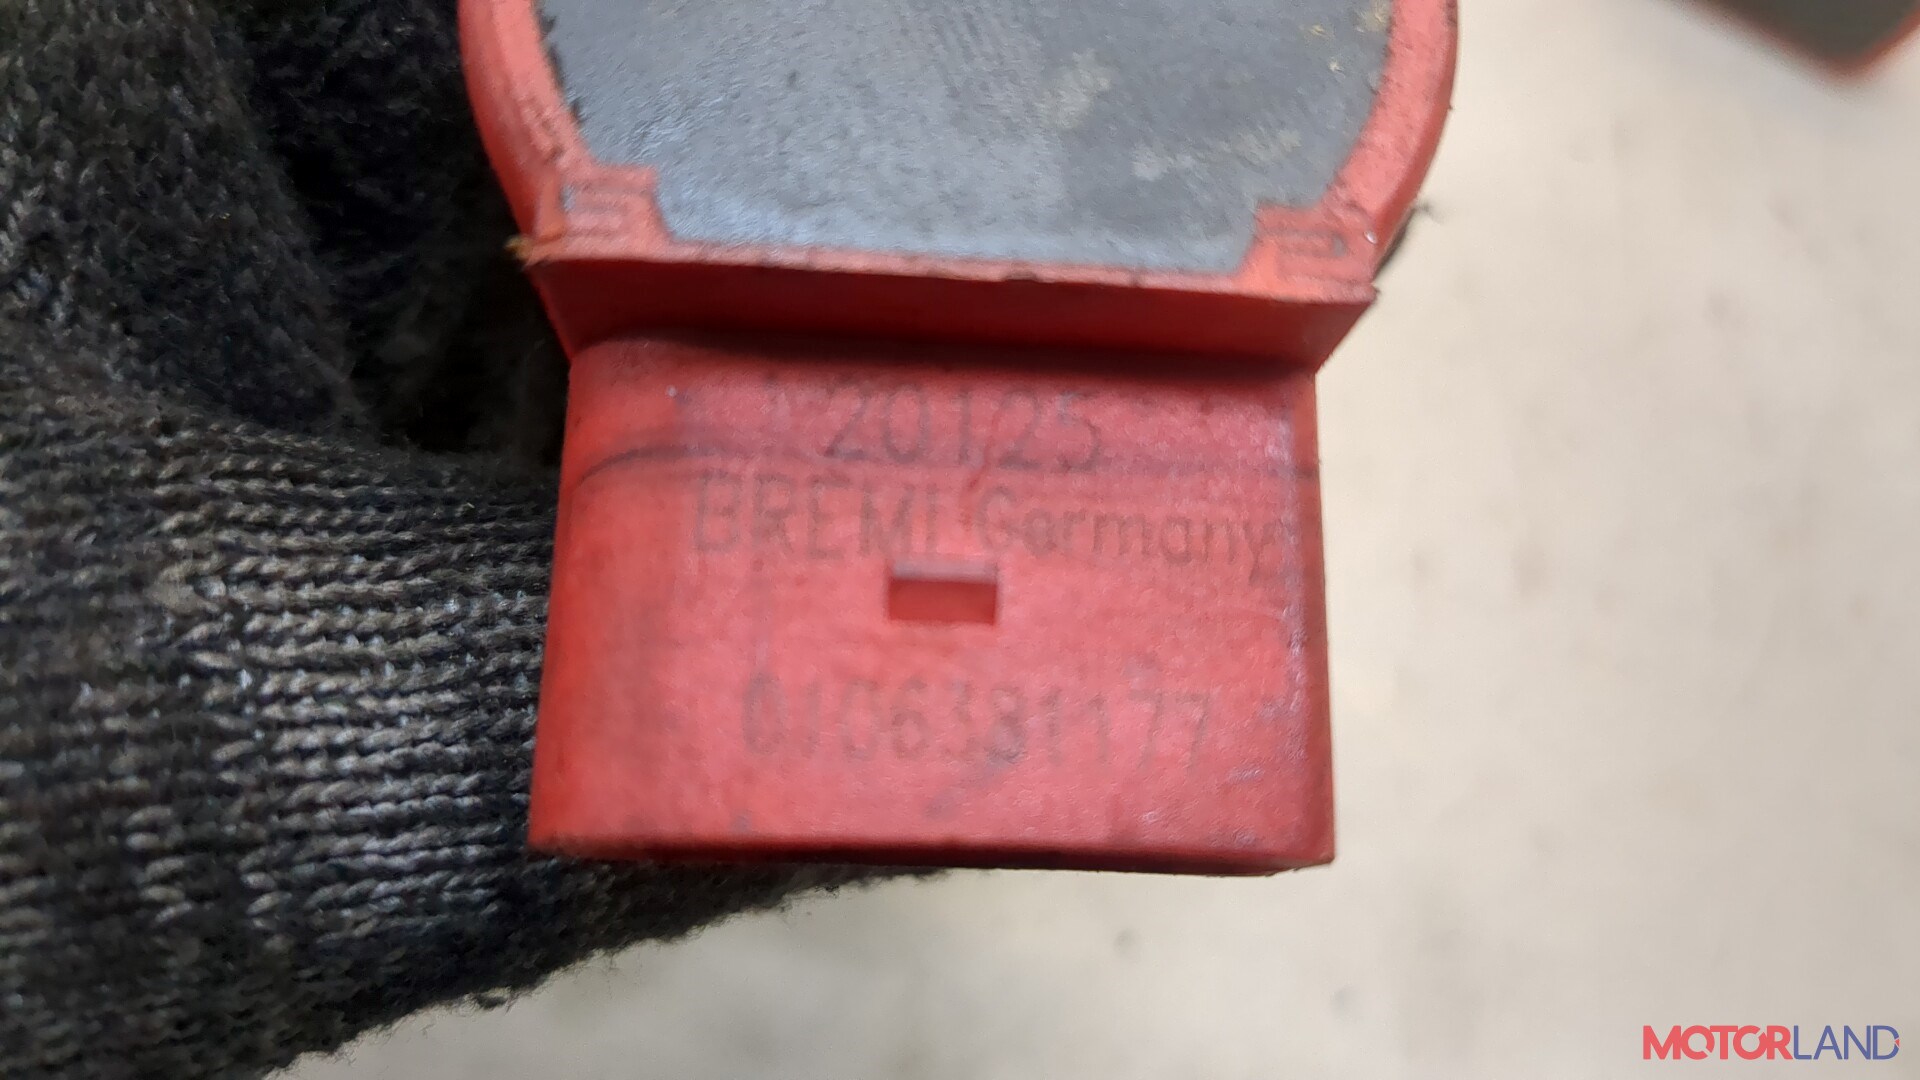 20125
BREMI Germany
0106381177
MOTORLAND